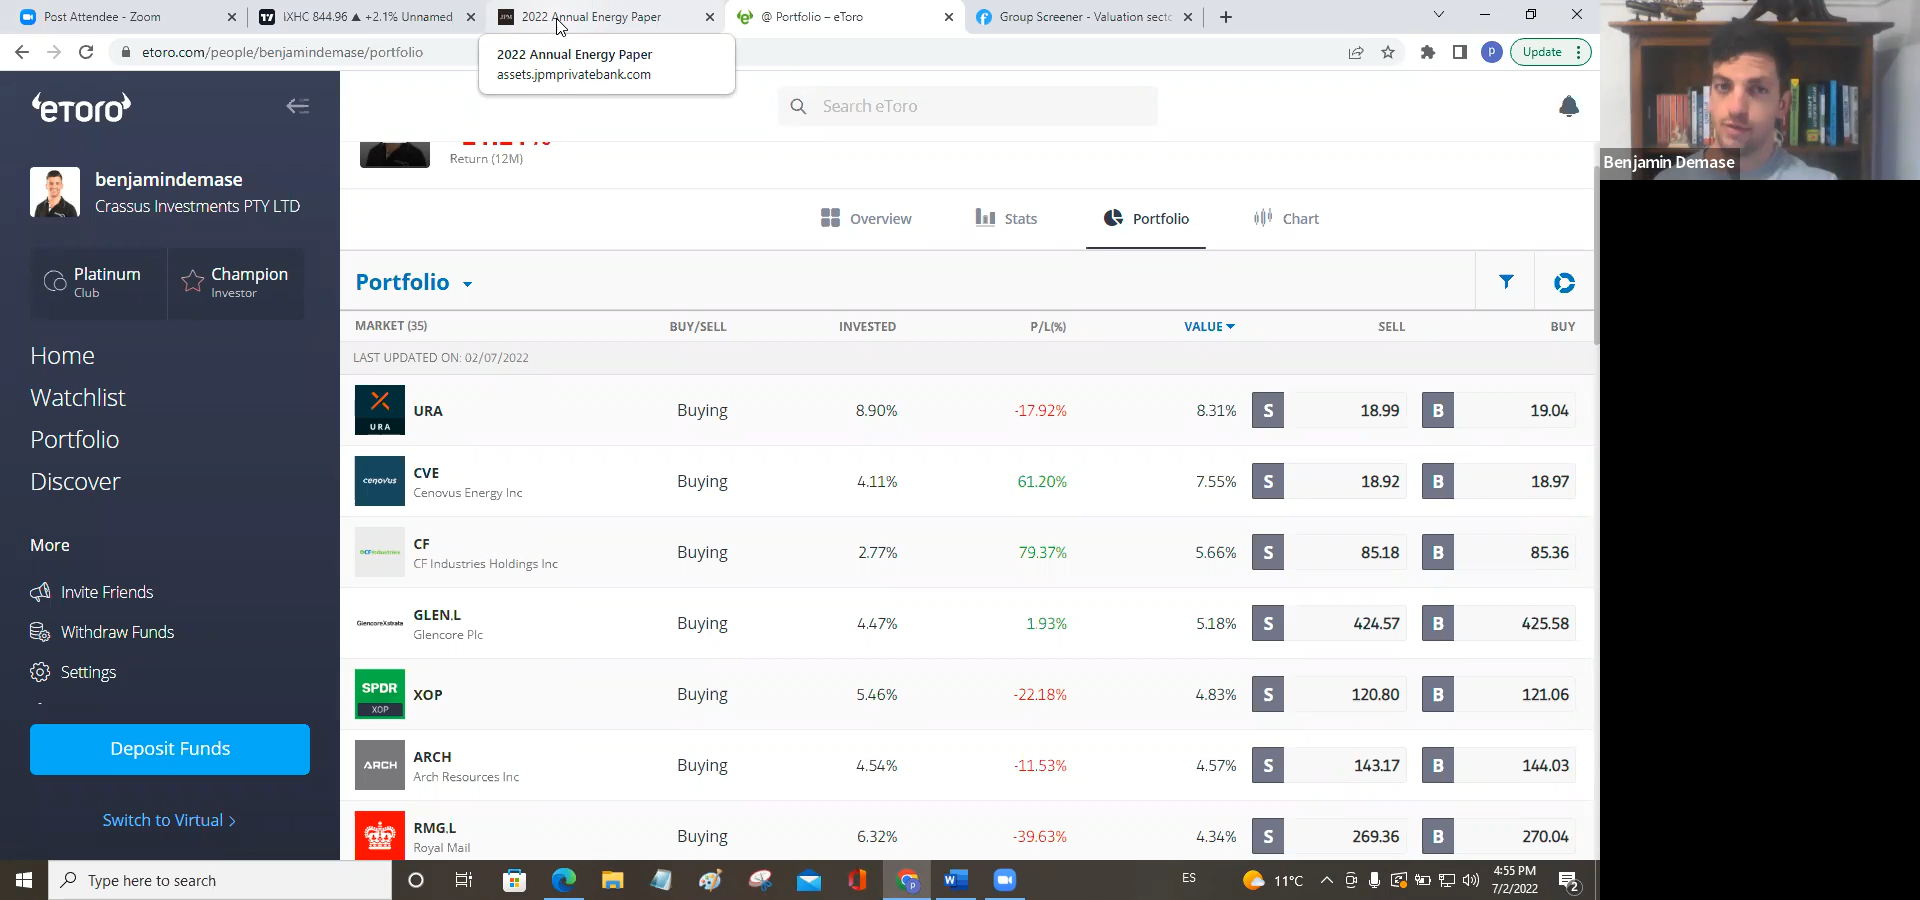 Post Attendee - Zoom
iXHC 844.96 ▲ +2.1% Unnamed
2022 Annual Energy Paper
@ Portfolio – eToro
Group Screener - Valuation sect
etoro.com/people/benjamindemase/portfolio
P
Update
2022 Annual Energy Paper
assets.jpmprivatebank.com
eToro
Search eToro
Return (12M)
benjamindemase
Crassus Investments PTY LTD
Platinum
Club
Champion
Investor
Home
Watchlist
Portfolio
Discover
More
Invite Friends
Withdraw Funds
Settings
Deposit Funds
Switch to Virtual >
Overview
Stats
Portfolio
Chart
Portfolio
MARKET (35) BUY/SELL INVESTED P/L(%) VALUE SELL BUY
LAST UPDATED ON: 02/07/2022
URA URA Buying 8.90% -17.92% 8.31% S 18.99 B 19.04
cenovus CVE Buying 4.11% 61.20% 7.55% S 18.92 B 18.97
Cenovus Energy Inc
CF Industries CF Buying 2.77% 79.37% 5.66% S 85.18 B 85.36
CF Industries Holdings Inc
GlencoreXstrata GLEN.L Buying 4.47% 1.93% 5.18% S 424.57 B 425.58
Glencore Plc
SPDR XOP XOP Buying 5.46% -22.18% 4.83% S 120.80 B 121.06
ARCH ARCH Buying 4.54% -11.53% 4.57% S 143.17 B 144.03
Arch Resources Inc
RMG.L Buying 6.32% -39.63% 4.34% S 269.36 B 270.04
Royal Mail
Benjamin Demase
Type here to search
ES
11°C
4:55 PM
7/2/2022
2